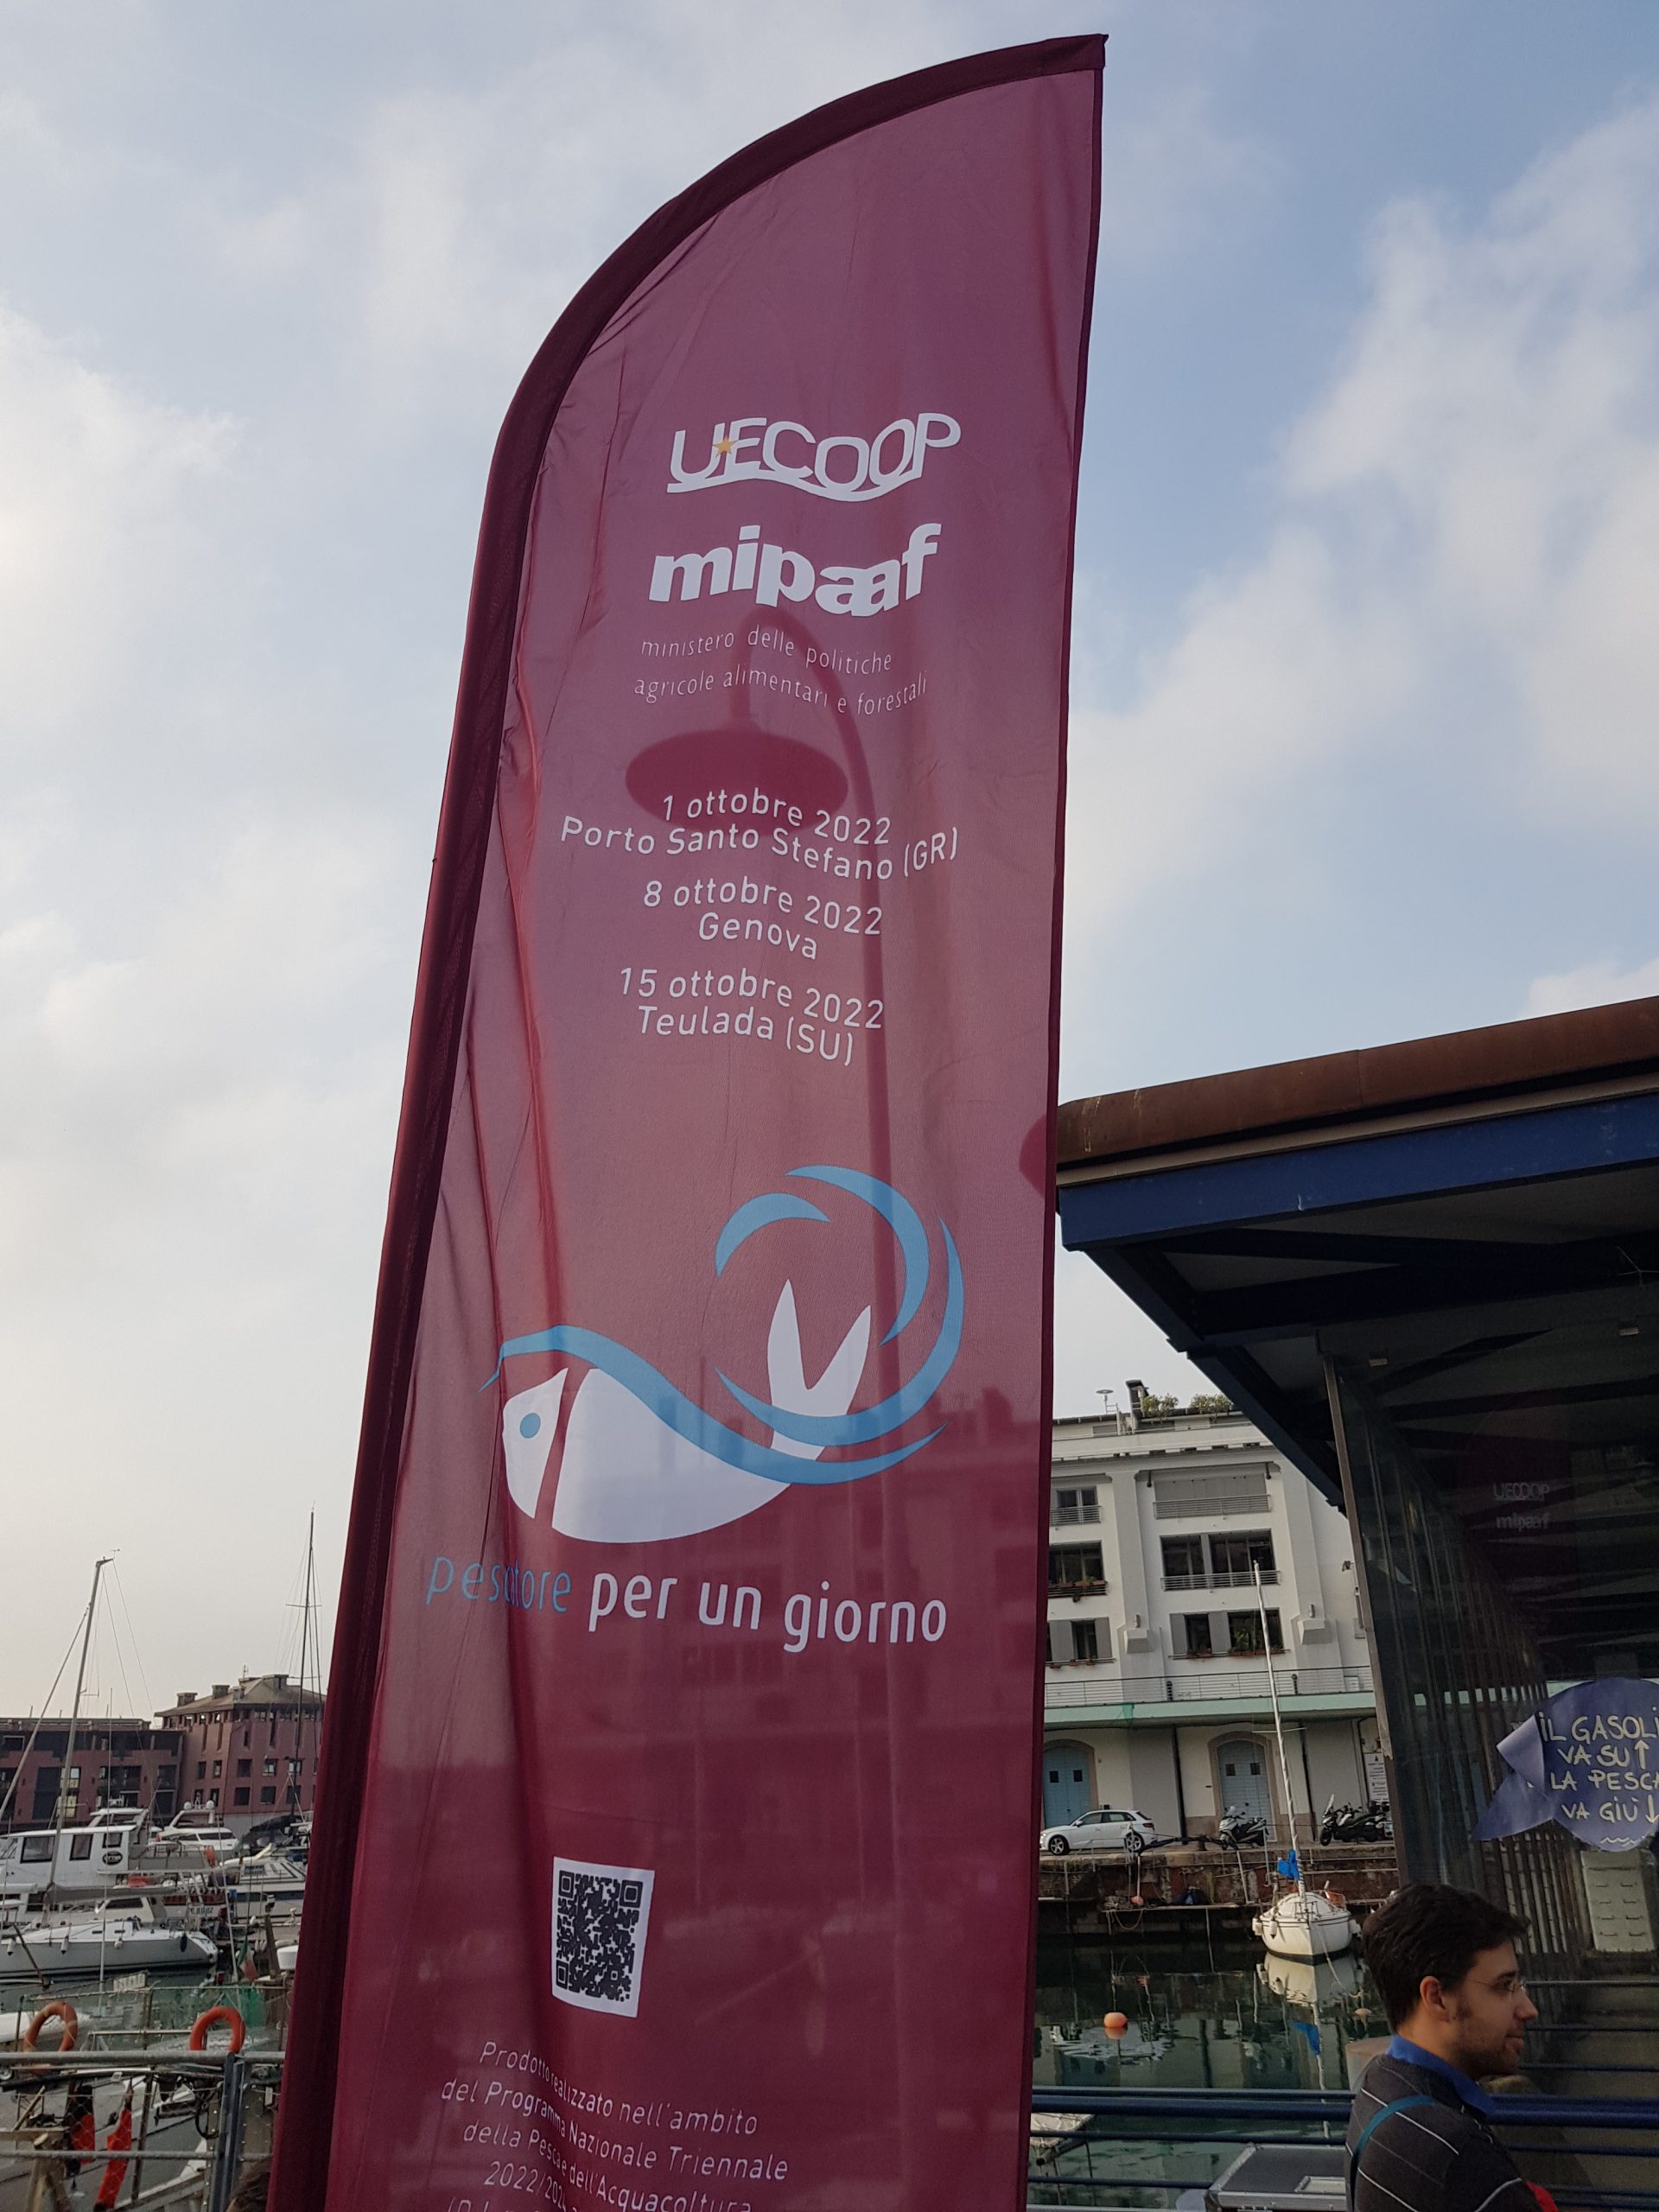 UECOOP
mipaaf
ministero delle politiche
agricole alimentari e forestali
1 ottobre 2022
Porto Santo Stefano (GR)
8 ottobre 2022
Genova
15 ottobre 2022
Teulada (SU)
pescatore per un giorno
Prodotto realizzato nell'ambito
del Programma Nazionale Triennale
della Pesca e dell'Acquacoltura
UECOOP
mipaaf
IL GASOLI
VA SU↑
LA PESCA
VA GIÙ↓